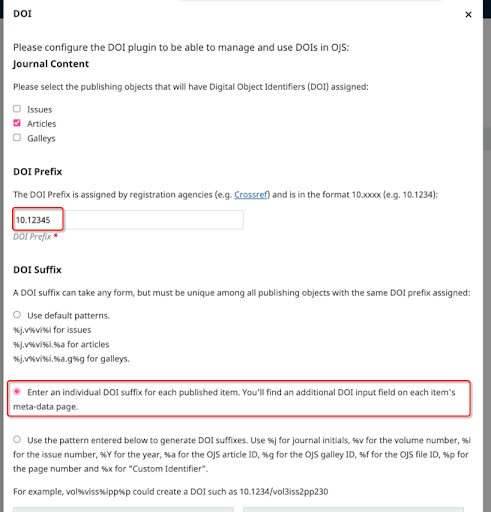 DOI
Please configure the DOI plugin to be able to manage and use DOIs in OJS:
Journal Content
Please select the publishing objects that will have Digital Object Identifiers (DOI) assigned:
Issues
Articles
Galleys
DOI Prefix
The DOI Prefix is assigned by registration agencies (e.g. Crossref) and is in the format 10.xxxx (e.g. 10.1234):
10.12345
DOI Prefix *
DOI Suffix
A DOI suffix can take any form, but must be unique among all publishing objects with the same DOI prefix assigned:
Use default patterns.
%j.v%vi%i for issues
%j.v%vi%i.%a for articles
%j.v%vi%i.%a.g%g for galleys.
Enter an individual DOI suffix for each published item. You'll find an additional DOI input field on each item's
meta-data page.
Use the pattern entered below to generate DOI suffixes. Use %j for journal initials, %v for the volume number, %i
for the issue number, %Y for the year, %a for the OJS article ID, %g for the OJS galley ID, %f for the OJS file ID, %p for
the page number and %x for "Custom Identifier".
For example, vol%viss%ipp%p could create a DOI such as 10.1234/vol3iss2pp230